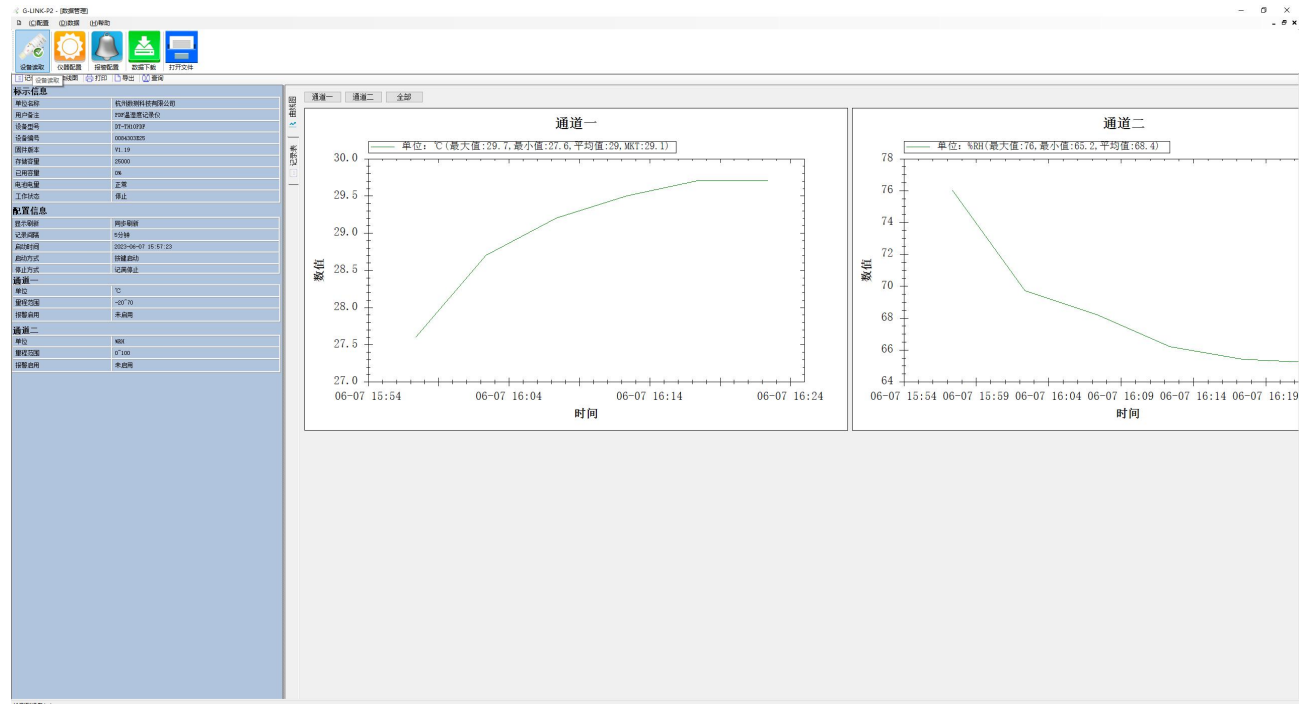 G-LINK-P2 - [数据管理]
(C)配置 (D)数据 (H)帮助
设备读取 仪器配置 报警配置 数据下载 打开文件
设备读取 打印 导出 查询
标示信息
单位名称
用户备注 PDF温湿度记录仪
设备型号 DT-TH10PDF
设备编号
固件版本 V1.19
存储容量 25000
已用容量 0%
电池电量 正常
工作状态 停止
配置信息
显示刷新 同步刷新
记录间隔 5分钟
启动时间 2023-06-07 15:57:23
启动方式 按键启动
停止方式 记满停止
通道一
单位 ℃
量程范围 -20~70
报警启用 未启用
通道二
单位 %RH
量程范围 0~100
报警启用 未启用
曲线图
记录表
通道一 通道二 全部
通道一
单位: ℃(最大值:29.7,最小值:27.6,平均值:29,MKT:29.1)
30.0
29.5
29.0
28.5
28.0
27.5
27.0
数值
06-07 15:54 06-07 16:04 06-07 16:14 06-07 16:24
时间
通道二
单位: %RH(最大值:76,最小值:65.2,平均值:68.4)
78
76
74
72
70
68
66
64
数值
06-07 15:54 06-07 15:59 06-07 16:04 06-07 16:09 06-07 16:14 06-07 16:19
时间